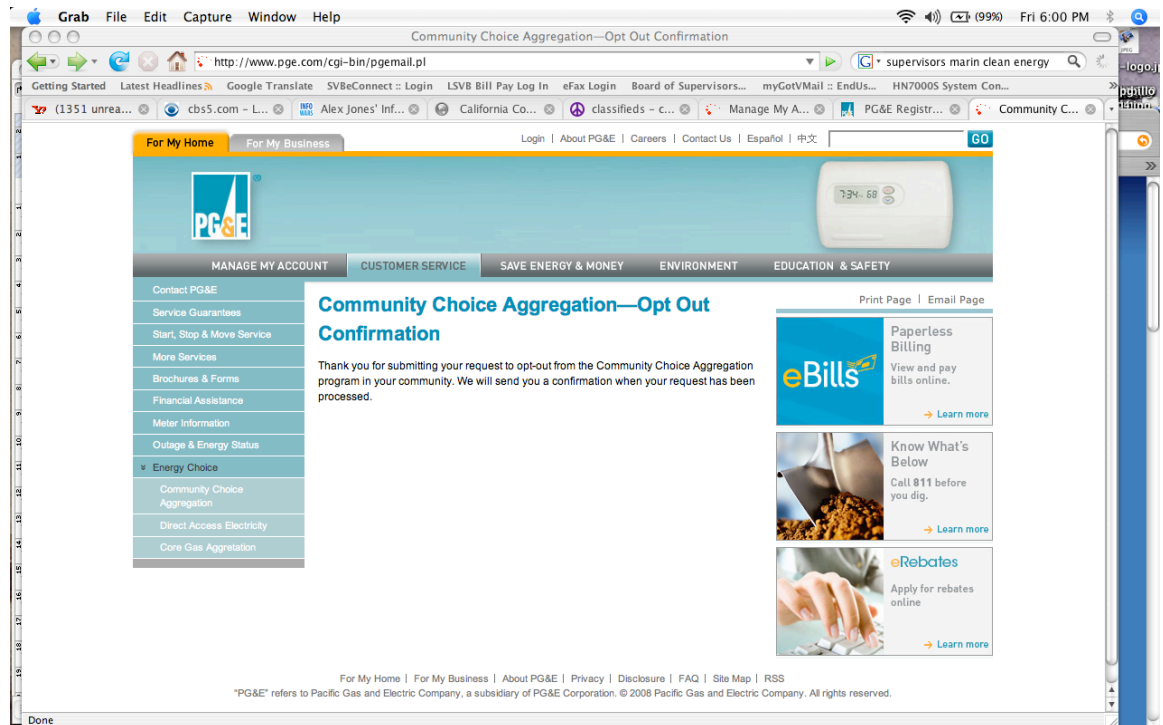 Grab File Edit Capture Window Help (99%) Fri 6:00 PM
Community Choice Aggregation—Opt Out Confirmation
http://www.pge.com/cgi-bin/pgemail.pl G supervisors marin clean energy
Getting Started Latest Headlines Google Translate SVBeConnect :: Login LSVB Bill Pay Log In eFax Login Board of Supervisors... myGotVMail :: EndUs... HN7000S System Con... »
(1351 unrea... cbs5.com – L... Alex Jones' Inf... California Co... classifieds – c... Manage My A... PG&E Registr... Community C...
For My Home For My Business Login | About PG&E | Careers | Contact Us | Español | 中文 GO
7:34 68
PG&E ®
MANAGE MY ACCOUNT CUSTOMER SERVICE SAVE ENERGY & MONEY ENVIRONMENT EDUCATION & SAFETY
Contact PG&E
Service Guarantees
Start, Stop & Move Service
More Services
Brochures & Forms
Financial Assistance
Meter Information
Outage & Energy Status
Energy Choice
Community Choice
Aggregation
Direct Access Electricity
Core Gas Aggretation
Community Choice Aggregation—Opt Out
Confirmation
Thank you for submitting your request to opt-out from the Community Choice Aggregation
program in your community. We will send you a confirmation when your request has been
processed.
Print Page | Email Page
eBills
Paperless
Billing
View and pay
bills online.
→ Learn more
Know What's
Below
Call 811 before
you dig.
→ Learn more
eRebates
Apply for rebates
online
→ Learn more
For My Home | For My Business | About PG&E | Privacy | Disclosure | FAQ | Site Map | RSS
"PG&E" refers to Pacific Gas and Electric Company, a subsidiary of PG&E Corporation. © 2008 Pacific Gas and Electric Company. All rights reserved.
Done